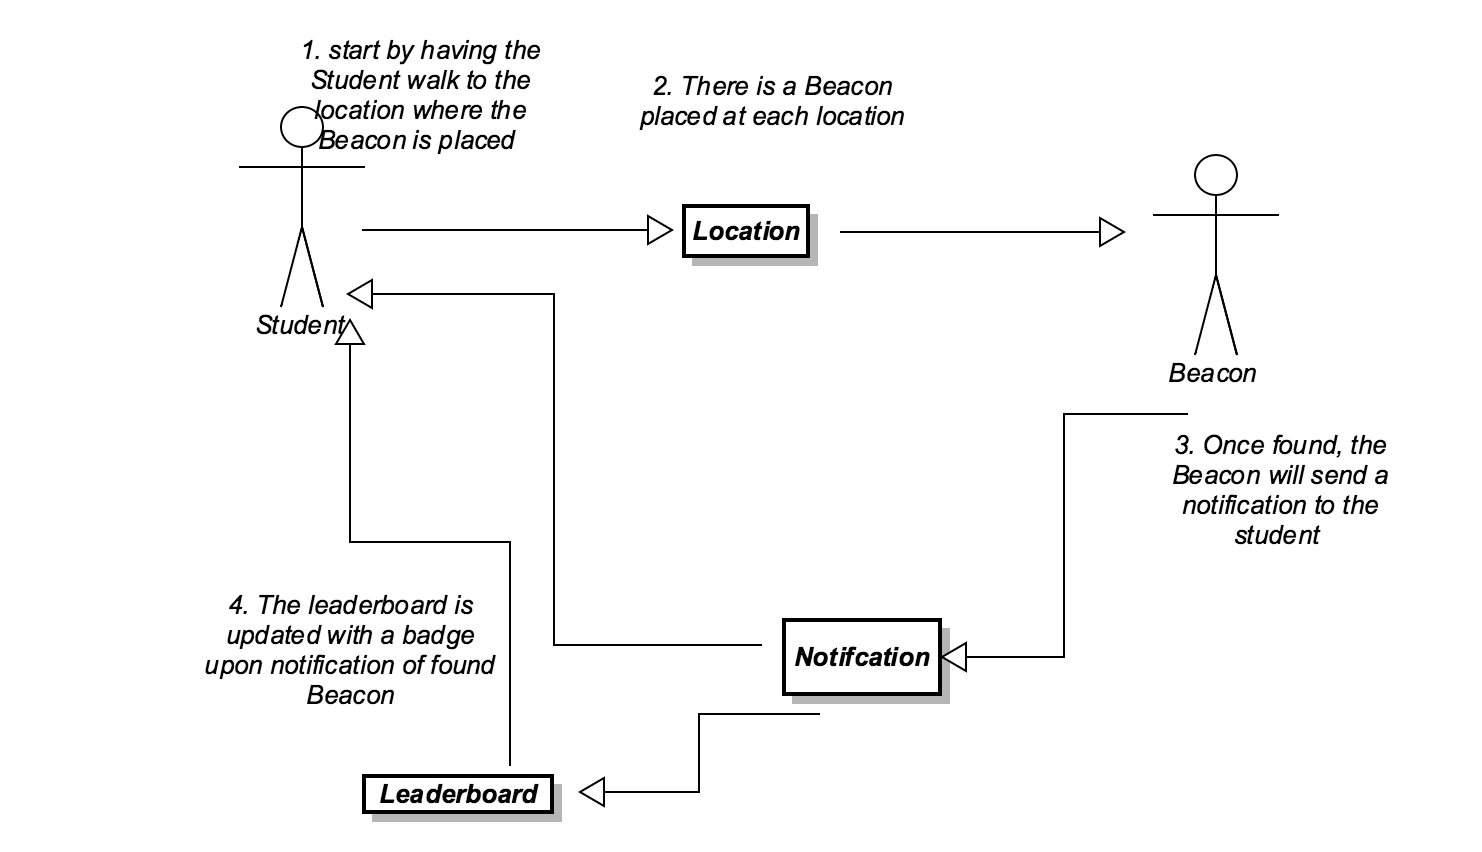 1. start by having the
Student walk to the
location where the
Beacon is placed
2. There is a Beacon
placed at each location
Location
Student
Beacon
3. Once found, the
Beacon will send a
notification to the
student
4. The leaderboard is
updated with a badge
upon notification of found
Beacon
Notifcation
Leaderboard